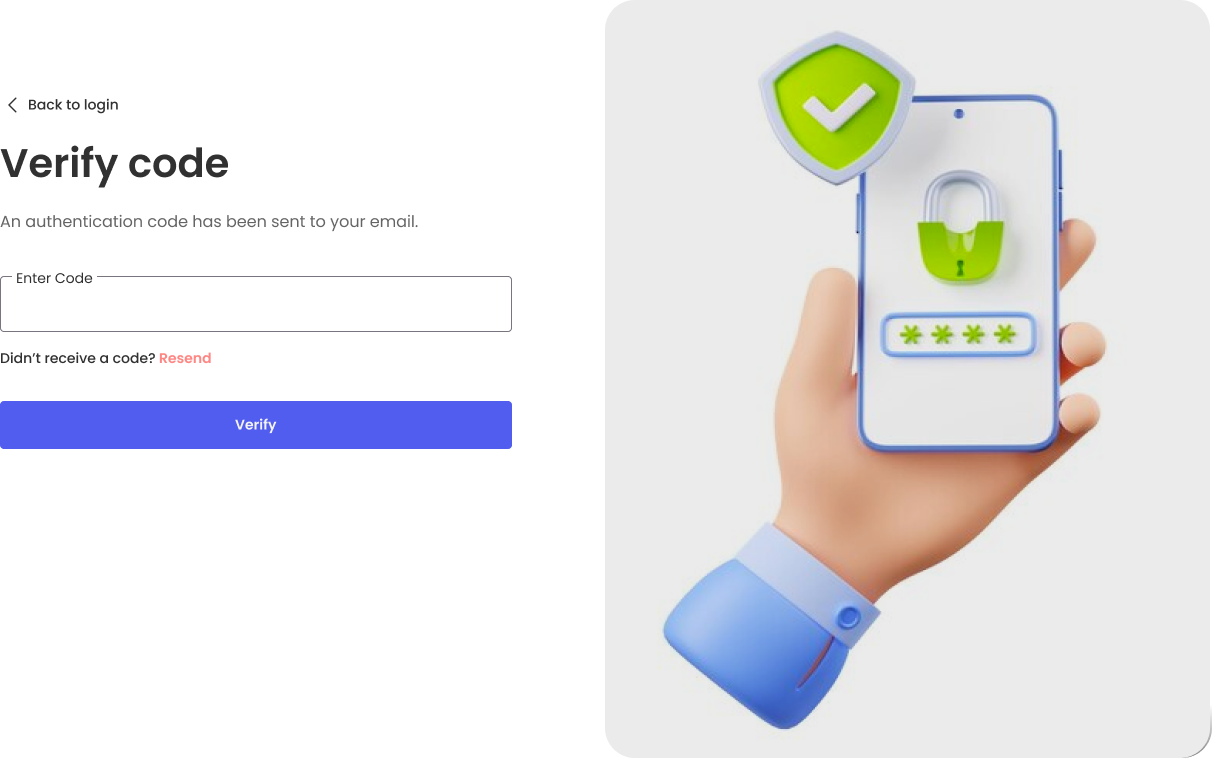 Back to login
Verify code
An authentication code has been sent to your email.
Enter Code
Didn’t receive a code? Resend
Verify
****